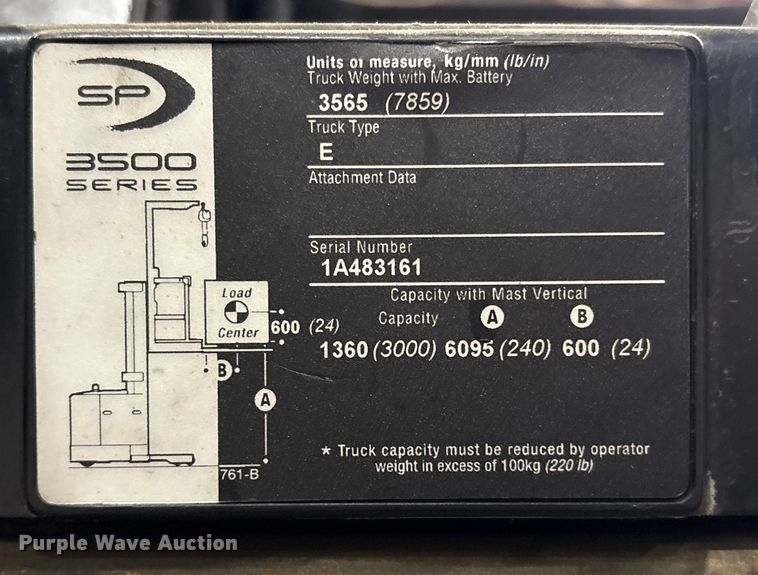 SP
3500
SERIES
Load
Center
600 (24)
B
A
761-B
Units of measure, kg/mm (lb/in)
Truck Weight with Max. Battery
3565 (7859)
Truck Type
E
Attachment Data
Serial Number
1A483161
Capacity with Mast Vertical
Capacity A B
1360 (3000) 6095 (240) 600 (24)
* Truck capacity must be reduced by operator
weight in excess of 100kg (220 lb)
Purple Wave Auction